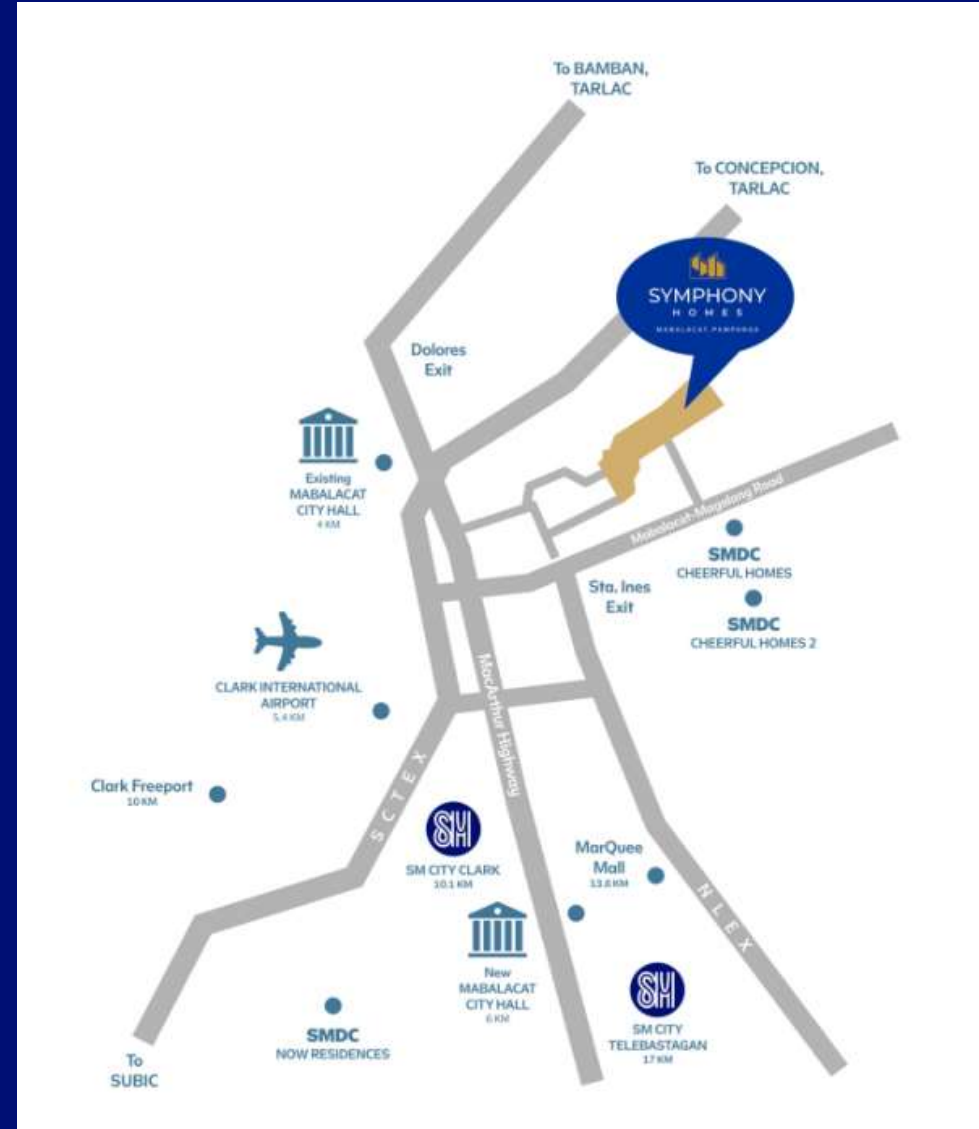 To BAMBAN,
TARLAC
To CONCEPCION,
TARLAC
SYMPHONY
HOMES
MABALACAT, PAMPANGA
Dolores
Exit
Existing
MABALACAT
CITY HALL
4 KM
Mabalacat-Magalang Road
SMDC
CHEERFUL HOMES
Sta. Ines
Exit
SMDC
CHEERFUL HOMES 2
CLARK INTERNATIONAL
AIRPORT
5.4 KM
MacArthur Highway
Clark Freeport
10 KM
SCTEX
SM
SM CITY CLARK
10.1 KM
MarQuee
Mall
13.8 KM
NLEX
New
MABALACAT
CITY HALL
6 KM
SM
SM CITY
TELEBASTAGAN
17 KM
SMDC
NOW RESIDENCES
To
SUBIC